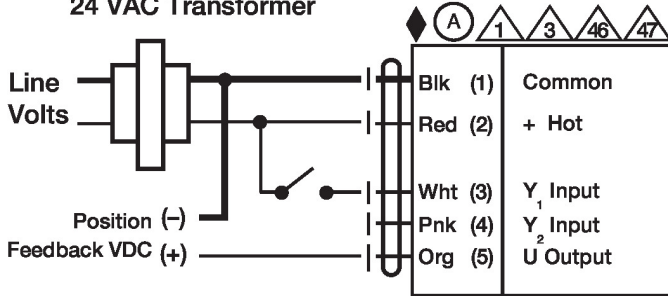 24 VAC Transformer
A 1 3 46 47
Line Volts
Blk (1) Common
Red (2) + Hot
Wht (3) Y1 Input
Pnk (4) Y2 Input
Org (5) U Output
Position (–)
Feedback VDC (+)